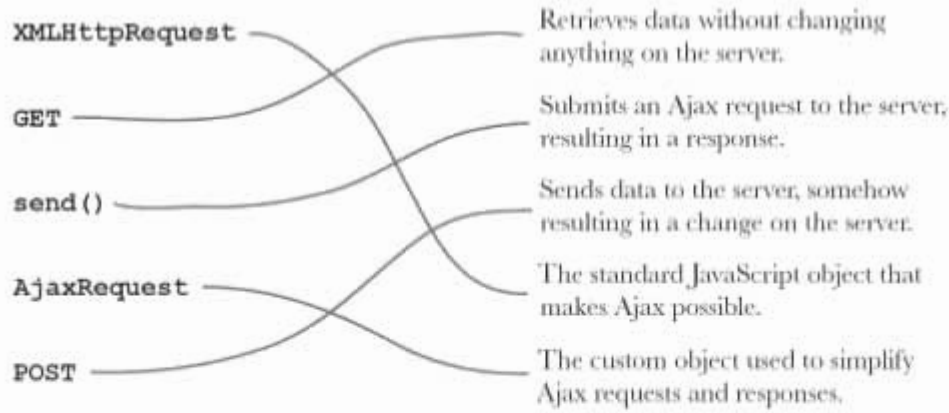 XMLHttpRequest
GET
send()
AjaxRequest
POST
Retrieves data without changing
anything on the server.
Submits an Ajax request to the server,
resulting in a response.
Sends data to the server, somehow
resulting in a change on the server.
The standard JavaScript object that
makes Ajax possible.
The custom object used to simplify
Ajax requests and responses.